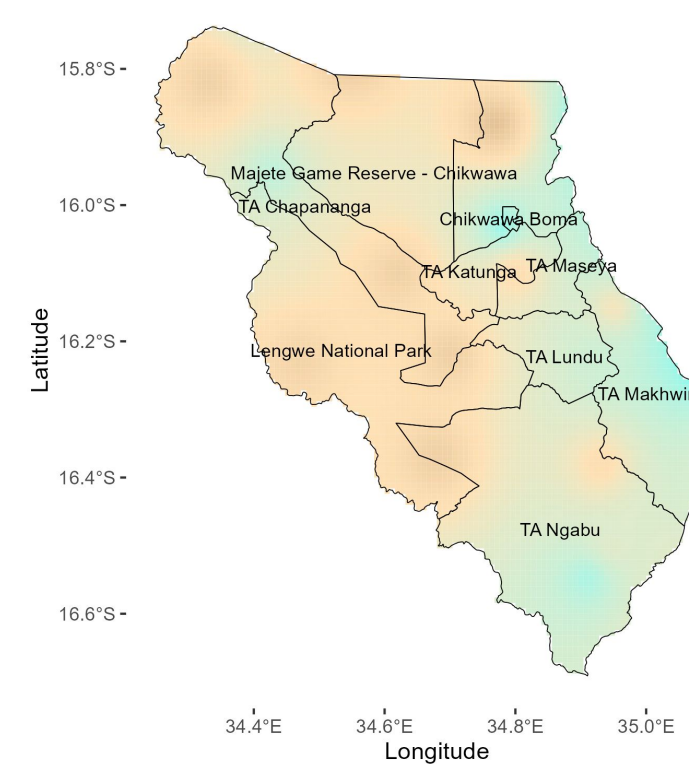 15.8°S
Majete Game Reserve - Chikwawa
16.0°S
TA Chapananga
Chikwawa Boma
TA Katunga
TA Maseya
16.2°S
Lengwe National Park
TA Lundu
TA Makhwi
16.4°S
TA Ngabu
16.6°S
Latitude
34.4°E 34.6°E 34.8°E 35.0°E
Longitude